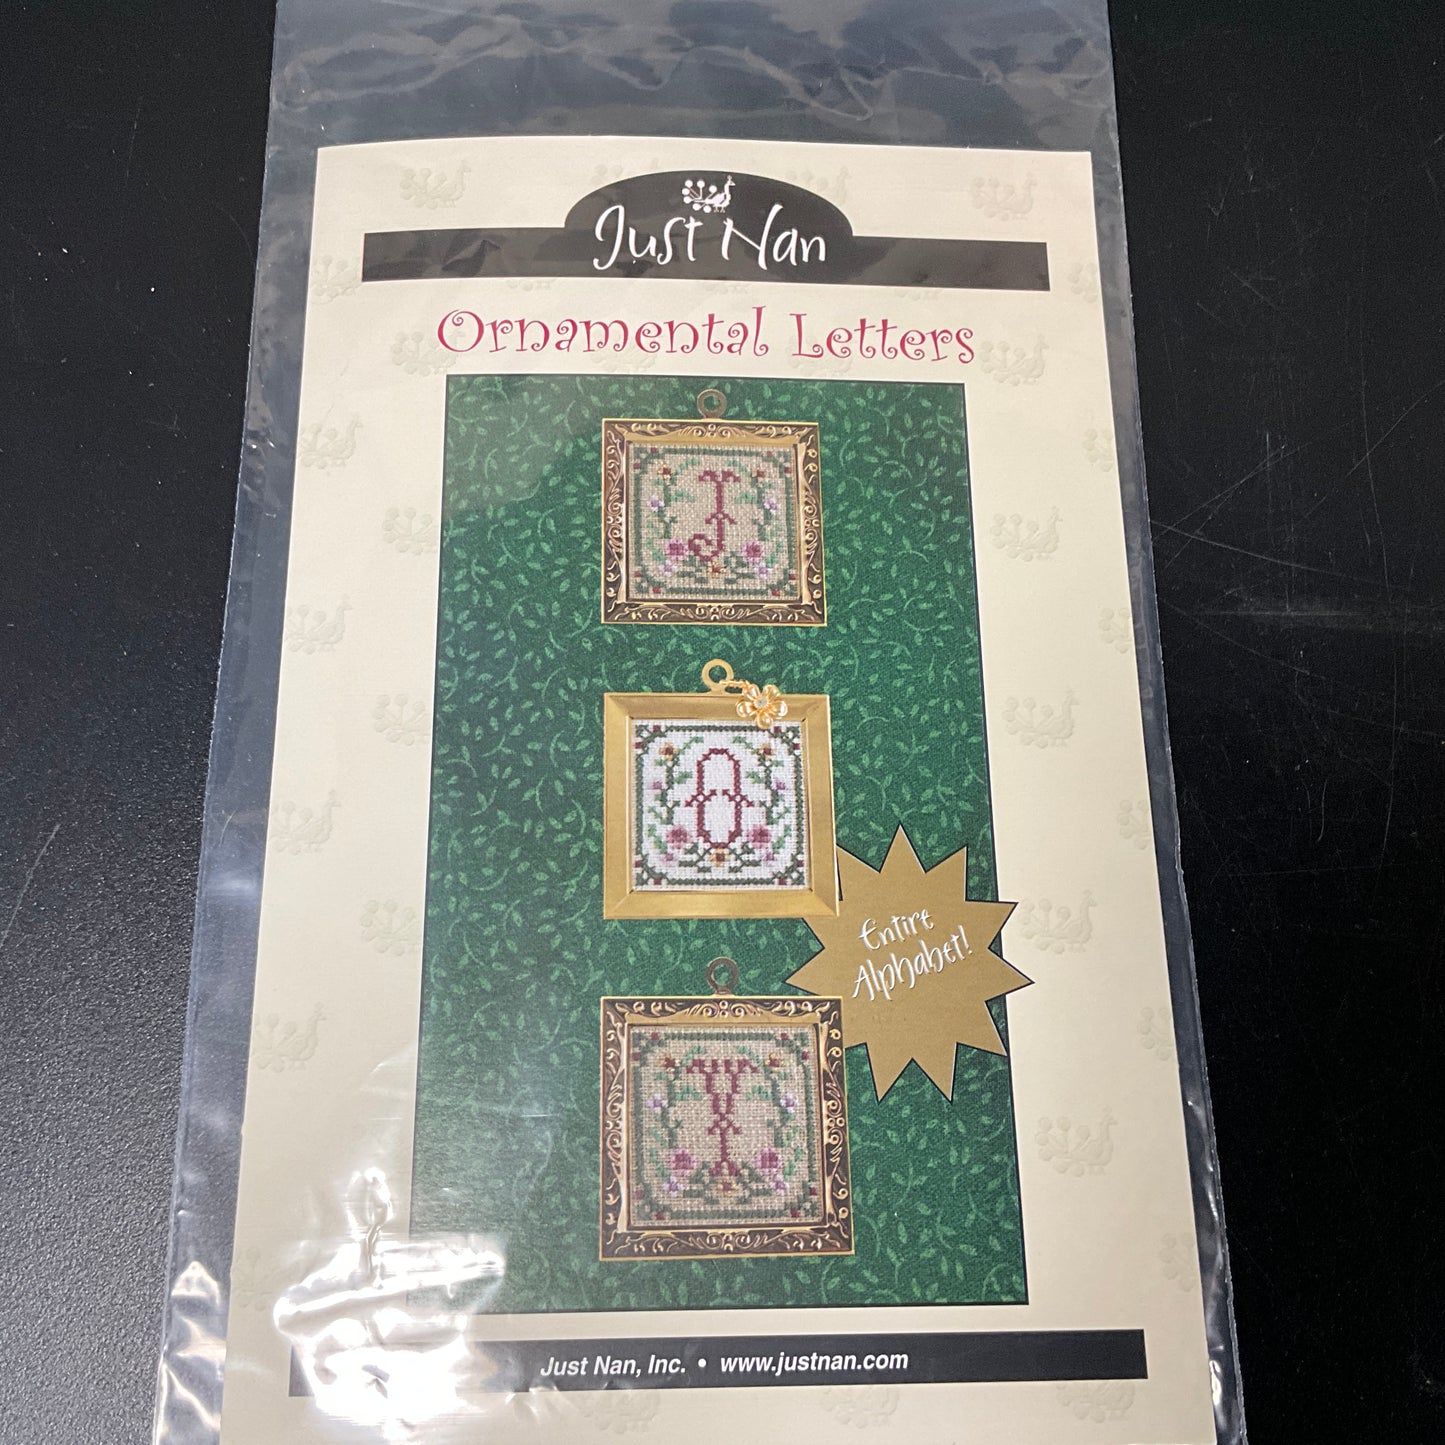 Just Nan
Ornamental Letters
J
O
Entire
Alphabet!
Y
Just Nan, Inc. • www.justnan.com